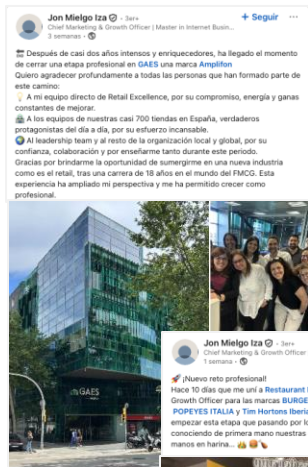 Jon Mielgo Iza · 3er+
+ Seguir ...
Chief Marketing & Growth Officer | Master in Internet Busin...
3 semanas ·
Después de casi dos años intensos y enriquecedores, ha llegado el momento
de cerrar una etapa profesional en GAES una marca Amplifon
Quiero agradecer profundamente a todas las personas que han formado parte de
este camino:
A mi equipo directo de Retail Excellence, por su compromiso, energía y ganas
constantes de mejorar.
A los equipos de nuestras casi 700 tiendas en España, verdaderos
protagonistas del día a día, por su esfuerzo incansable.
Al leadership team y al resto de la organización local y global, por su
confianza, colaboración y por enseñarme tanto durante este periodo.
Gracias por brindarme la oportunidad de sumergirme en una nueva industria
como es el retail, tras una carrera de 18 años en el mundo del FMCG. Esta
experiencia ha ampliado mi perspectiva y me ha permitido crecer como
profesional.
GAES
Jon Mielgo Iza · 3er+
Chief Marketing & Growth Officer
1 semana ·
¡Nuevo reto profesional!
Hace 10 días que me uní a Restaurant
Growth Officer para las marcas BURGE
POPEYES ITALIA y Tim Hortons Iberia
empezar esta etapa que pasando por lo
conociendo de primera mano nuestras
manos en harina...